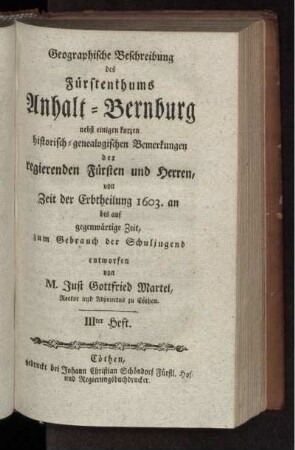 Geographische Beschreibung
des
Fürstenthums
Anhalt-Bernburg
nebst einigen kurzen
historisch-genealogischen Bemerkungen
der
regierenden Fürsten und Herren,
von
Zeit der Erbtheilung 1603. an
bis auf
gegenwärtige Zeit,
zum Gebrauch der Schuljugend
entworfen
von
M. Just Gottfried Martel,
Rector und Adjunctus zu Cöthen.
IIIter Heft.
Cöthen,
gedruckt bei Johann Christian Schöndorf Fürstl. Hof-
und Regierungsbuchdrucker.